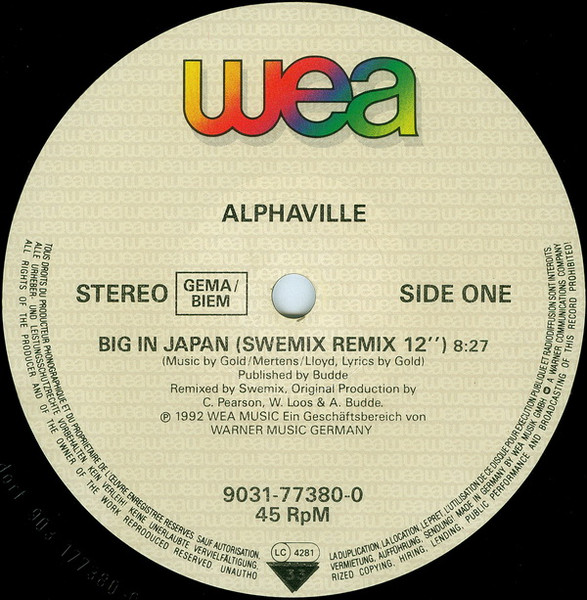 wea
ALPHAVILLE
STEREO
GEMA/
BIEM
SIDE ONE
BIG IN JAPAN (SWEMIX REMIX 12'') 8:27
(Music by Gold/Mertens/Lloyd, Lyrics by Gold)
Published by Budde
Remixed by Swemix, Original Production by
C. Pearson, W. Loos & A. Budde.
℗ 1992 WEA MUSIC Ein Geschäftsbereich von
WARNER MUSIC GERMANY
9031-77380-0
45 RpM
LC 4281
33
TOUS DROITS DU PRODUCTEUR PHONOGRAPHIQUE ET DU PROPRIETAIRE DE L'ŒUVRE ENREGISTREE RESERVES. SAUF AUTORISATION, LA DUPLICATION, LA LOCATION, LE PRET, L'UTILISATION DE CE DISQUE POUR EXECUTION PUBLIQUE ET RADIODIFFUSION SONT INTERDITS.
ALLE URHEBER- UND LEISTUNGSSCHUTZRECHTE VORBEHALTEN. KEIN VERLEIH! KEINE UNERLAUBTE VERVIELFÄLTIGUNG, VERMIETUNG, AUFFÜHRUNG, SENDUNG! MADE IN GERMANY BY WEA MUSIK GMBH A WARNER COMMUNICATIONS COMPANY
ALL RIGHTS OF THE PRODUCER AND OF THE OWNER OF THE WORK REPRODUCED RESERVED. UNAUTHORIZED COPYING, HIRING, LENDING, PUBLIC PERFORMANCE AND BROADCASTING OF THIS RECORD PROHIBITED!